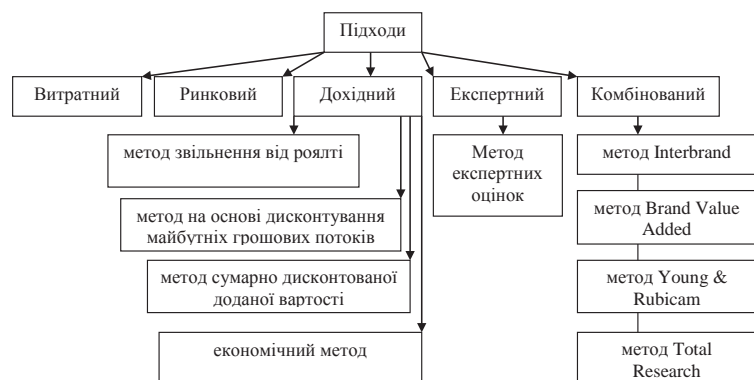 Підходи
Витратний
Ринковий
Дохідний
Експертний
Комбінований
метод звільнення від роялті
метод на основі дисконтування
майбутніх грошових потоків
метод сумарно дисконтованої
доданої вартості
економічний метод
Метод
експертних
оцінок
метод Interbrand
метод Brand Value
Added
метод Young &
Rubicam
метод Total
Research